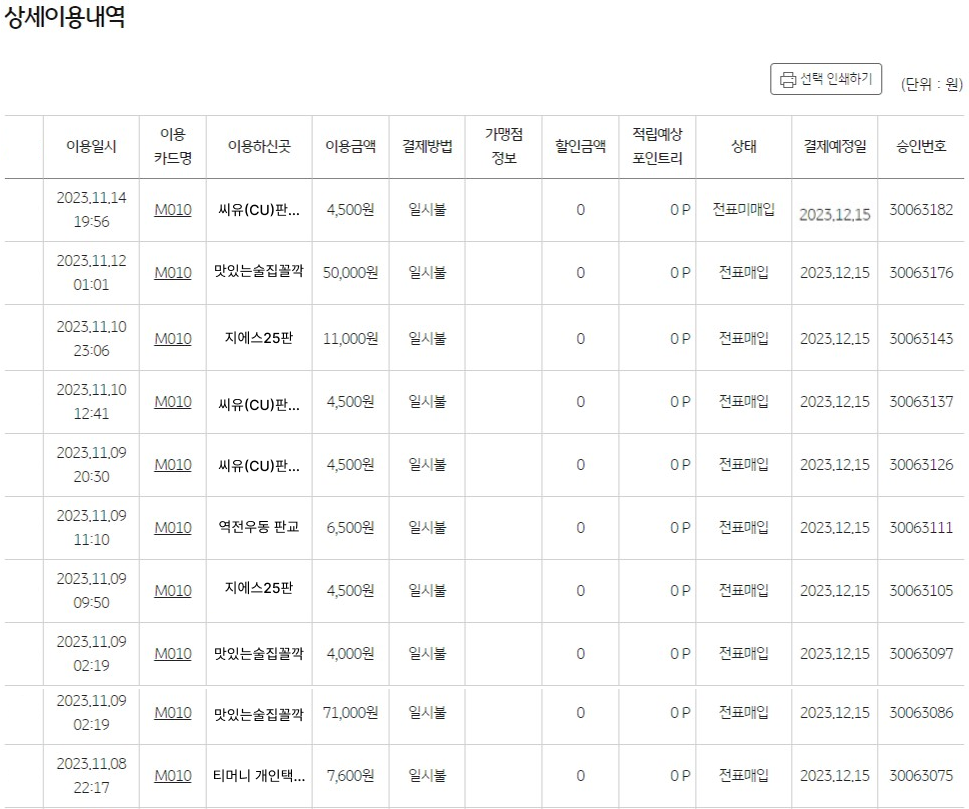 상세이용내역
선택 인쇄하기 (단위 : 원)
이용일시 이용 카드명 이용하신곳 이용금액 결제방법 가맹점 정보 할인금액 적립예상 포인트리 상태 결제예정일 승인번호
2023.11.14 19:56 M010 씨유(CU)판... 4,500원 일시불 0 0 P 전표미매입 2023.12.15 30063182
2023.11.12 01:01 M010 맛있는술집꼴깍 50,000원 일시불 0 0 P 전표매입 2023.12.15 30063176
2023.11.10 23:06 M010 지에스25판 11,000원 일시불 0 0 P 전표매입 2023.12.15 30063143
2023.11.10 12:41 M010 씨유(CU)판... 4,500원 일시불 0 0 P 전표매입 2023.12.15 30063137
2023.11.09 20:30 M010 씨유(CU)판... 4,500원 일시불 0 0 P 전표매입 2023.12.15 30063126
2023.11.09 11:10 M010 역전우동 판교 6,500원 일시불 0 0 P 전표매입 2023.12.15 30063111
2023.11.09 09:50 M010 지에스25판 4,500원 일시불 0 0 P 전표매입 2023.12.15 30063105
2023.11.09 02:19 M010 맛있는술집꼴깍 4,000원 일시불 0 0 P 전표매입 2023.12.15 30063097
2023.11.09 02:19 M010 맛있는술집꼴깍 71,000원 일시불 0 0 P 전표매입 2023.12.15 30063086
2023.11.08 22:17 M010 티머니 개인택... 7,600원 일시불 0 0 P 전표매입 2023.12.15 30063075